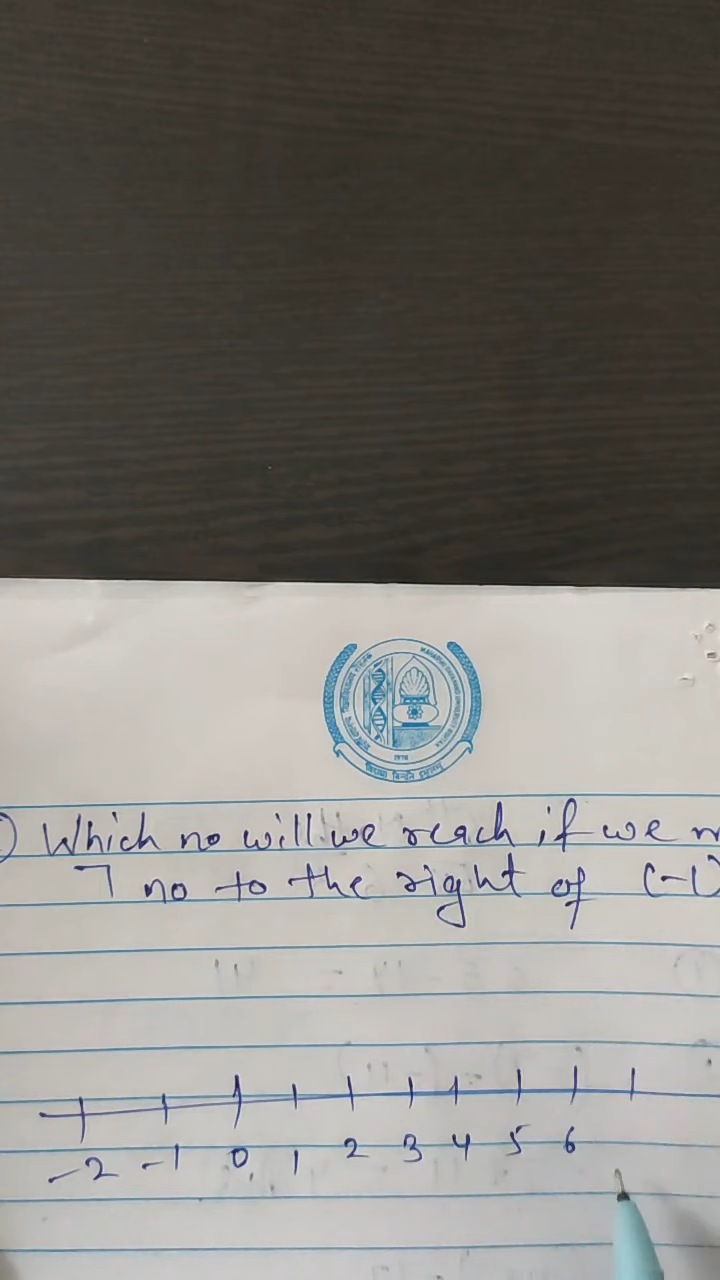 Which no will we reach if we
7 no to the right of (-1)
-2 -1 0 1 2 3 4 5 6